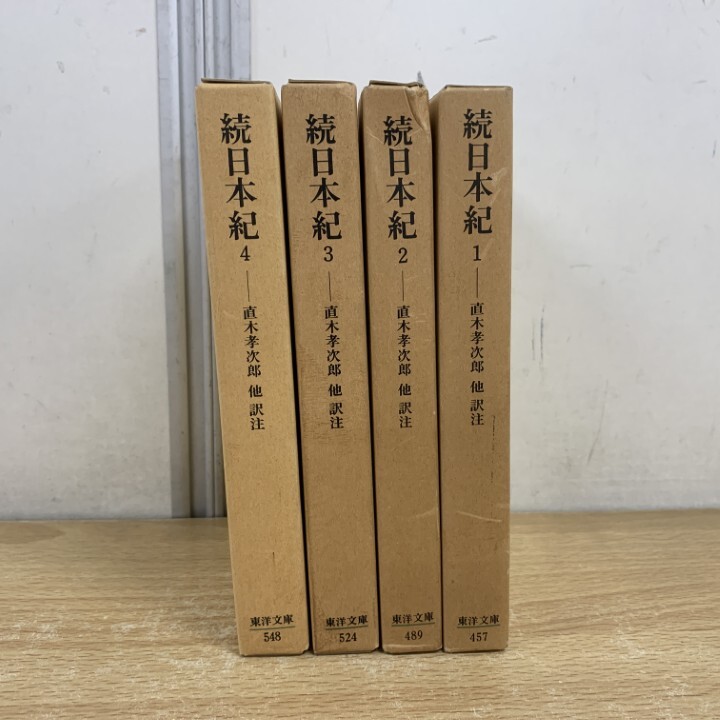 続日本紀 4 ― 直木孝次郎 他 訳注
東洋文庫
548
続日本紀 3 ― 直木孝次郎 他 訳注
東洋文庫
524
続日本紀 2 ― 直木孝次郎 他 訳注
東洋文庫
489
続日本紀 1 ― 直木孝次郎 他 訳注
東洋文庫
457